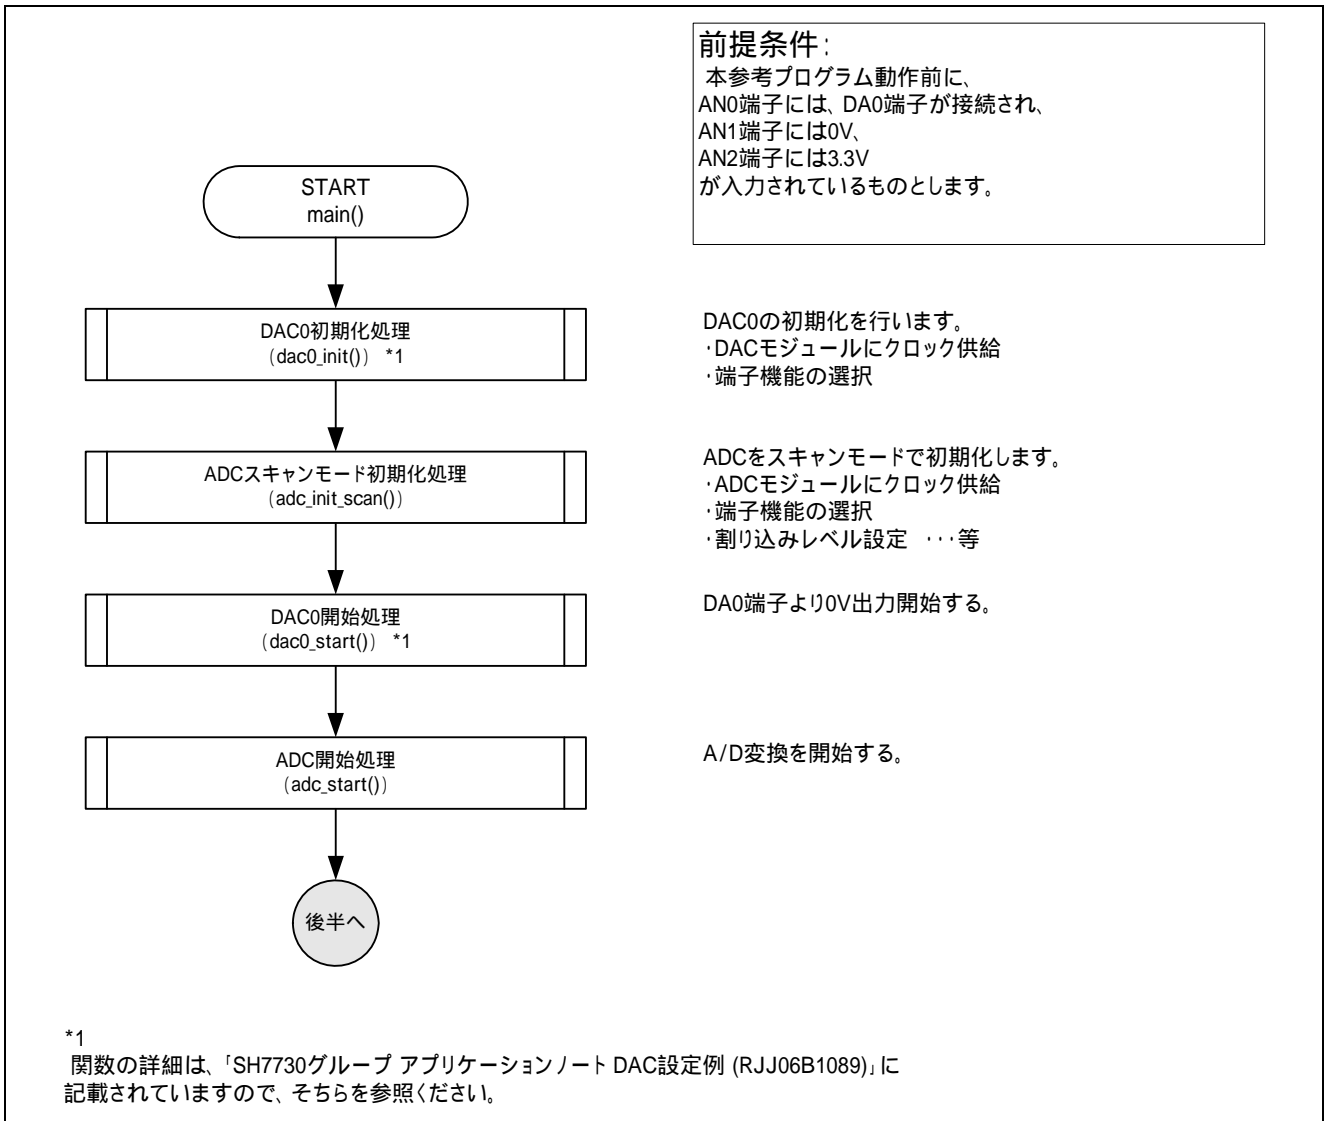 前提条件:
本参考プログラム動作前に、
AN0端子には、DA0端子が接続され、
AN1端子には0V、
AN2端子には3.3V
が入力されているものとします。
START
main()
DAC0初期化処理
(dac0_init()) *1
DAC0の初期化を行います。
・DACモジュールにクロック供給
・端子機能の選択
ADCスキャンモード初期化処理
(adc_init_scan())
ADCをスキャンモードで初期化します。
・ADCモジュールにクロック供給
・端子機能の選択
・割り込みレベル設定 ・・・等
DAC0開始処理
(dac0_start()) *1
DA0端子より0V出力開始する。
ADC開始処理
(adc_start())
A/D変換を開始する。
後半へ
*1
関数の詳細は、「SH7730グループ アプリケーションノート DAC設定例 (RJJ06B1089)」に
記載されていますので、そちらを参照ください。